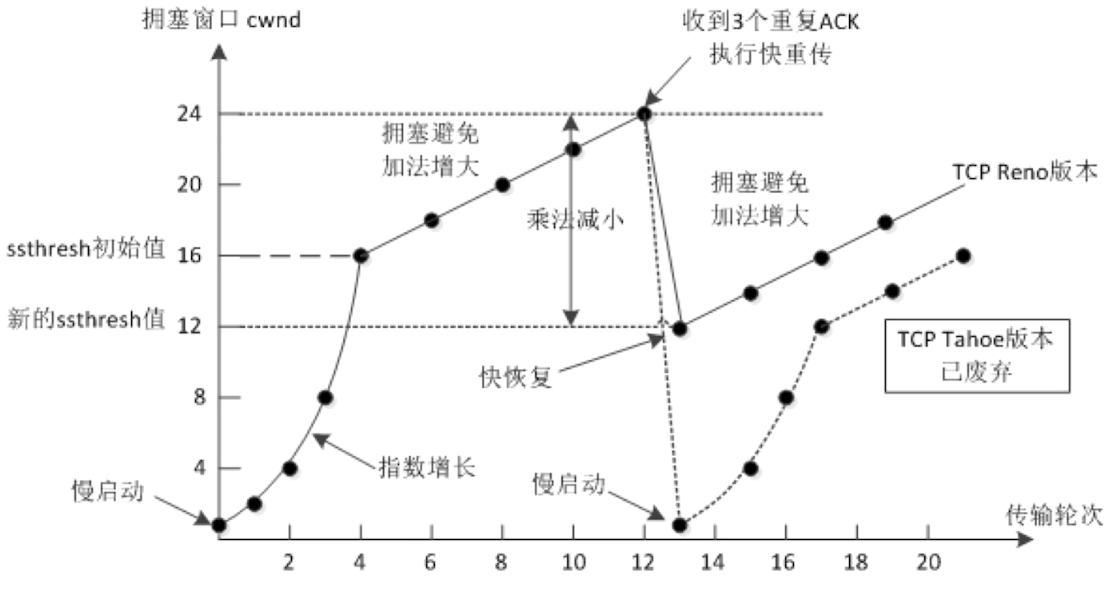 拥塞窗口 cwnd
收到3个重复ACK
执行快重传
24
拥塞避免
加法增大
20
乘法减小
拥塞避免
加法增大
TCP Reno版本
ssthresh初始值
16
新的ssthresh值
12
TCP Tahoe版本
已废弃
快恢复
8
4
指数增长
慢启动
慢启动
传输轮次
2
4
6
8
10
12
14
16
18
20